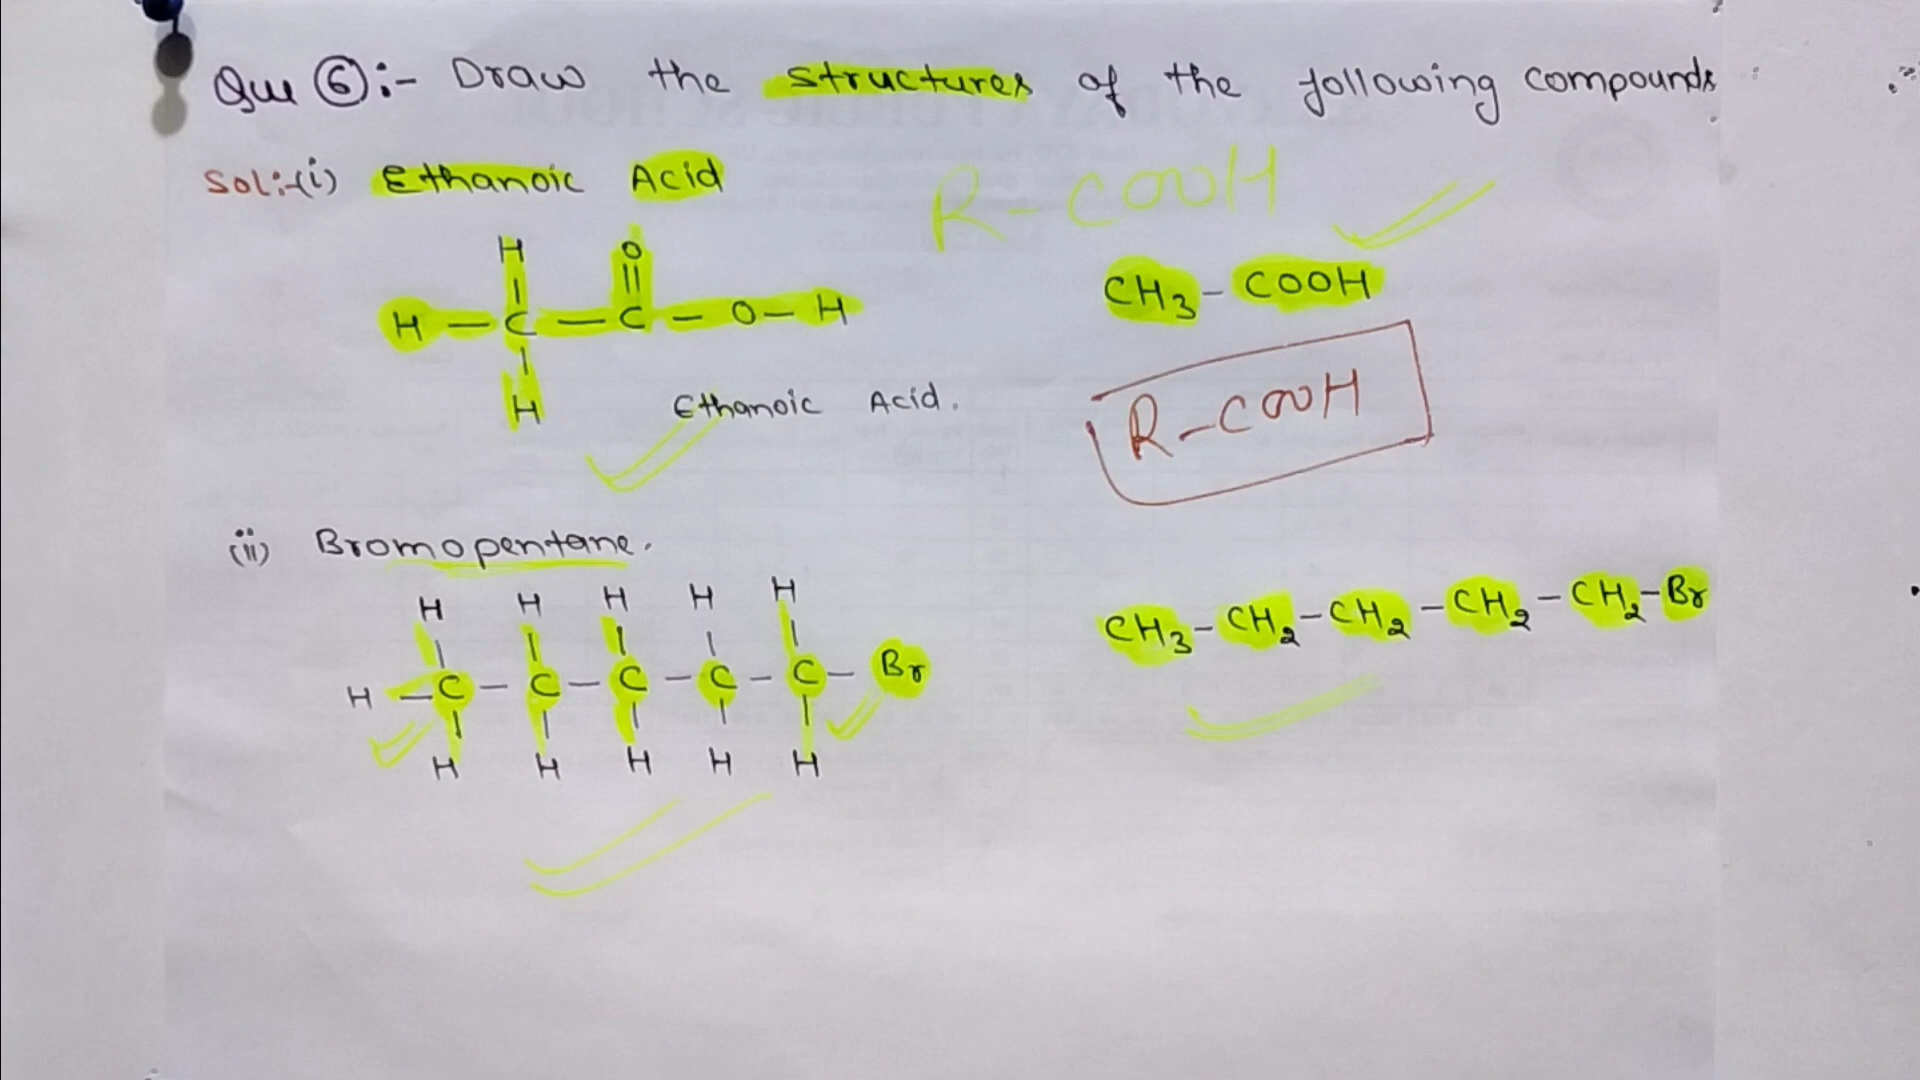 Que ⑥:- Draw the structures of the following compounds:
Sol:-(i) Ethanoic Acid
R-COOH
H O
|| 
H - C - C - O - H
H
CH₃ - COOH
R-COOH
Ethanoic Acid.
(ii) Bromopentane.
H H H H H
H - C - C - C - C - C - Br
H H H H H
CH₃-CH₂-CH₂-CH₂-CH₂-Br